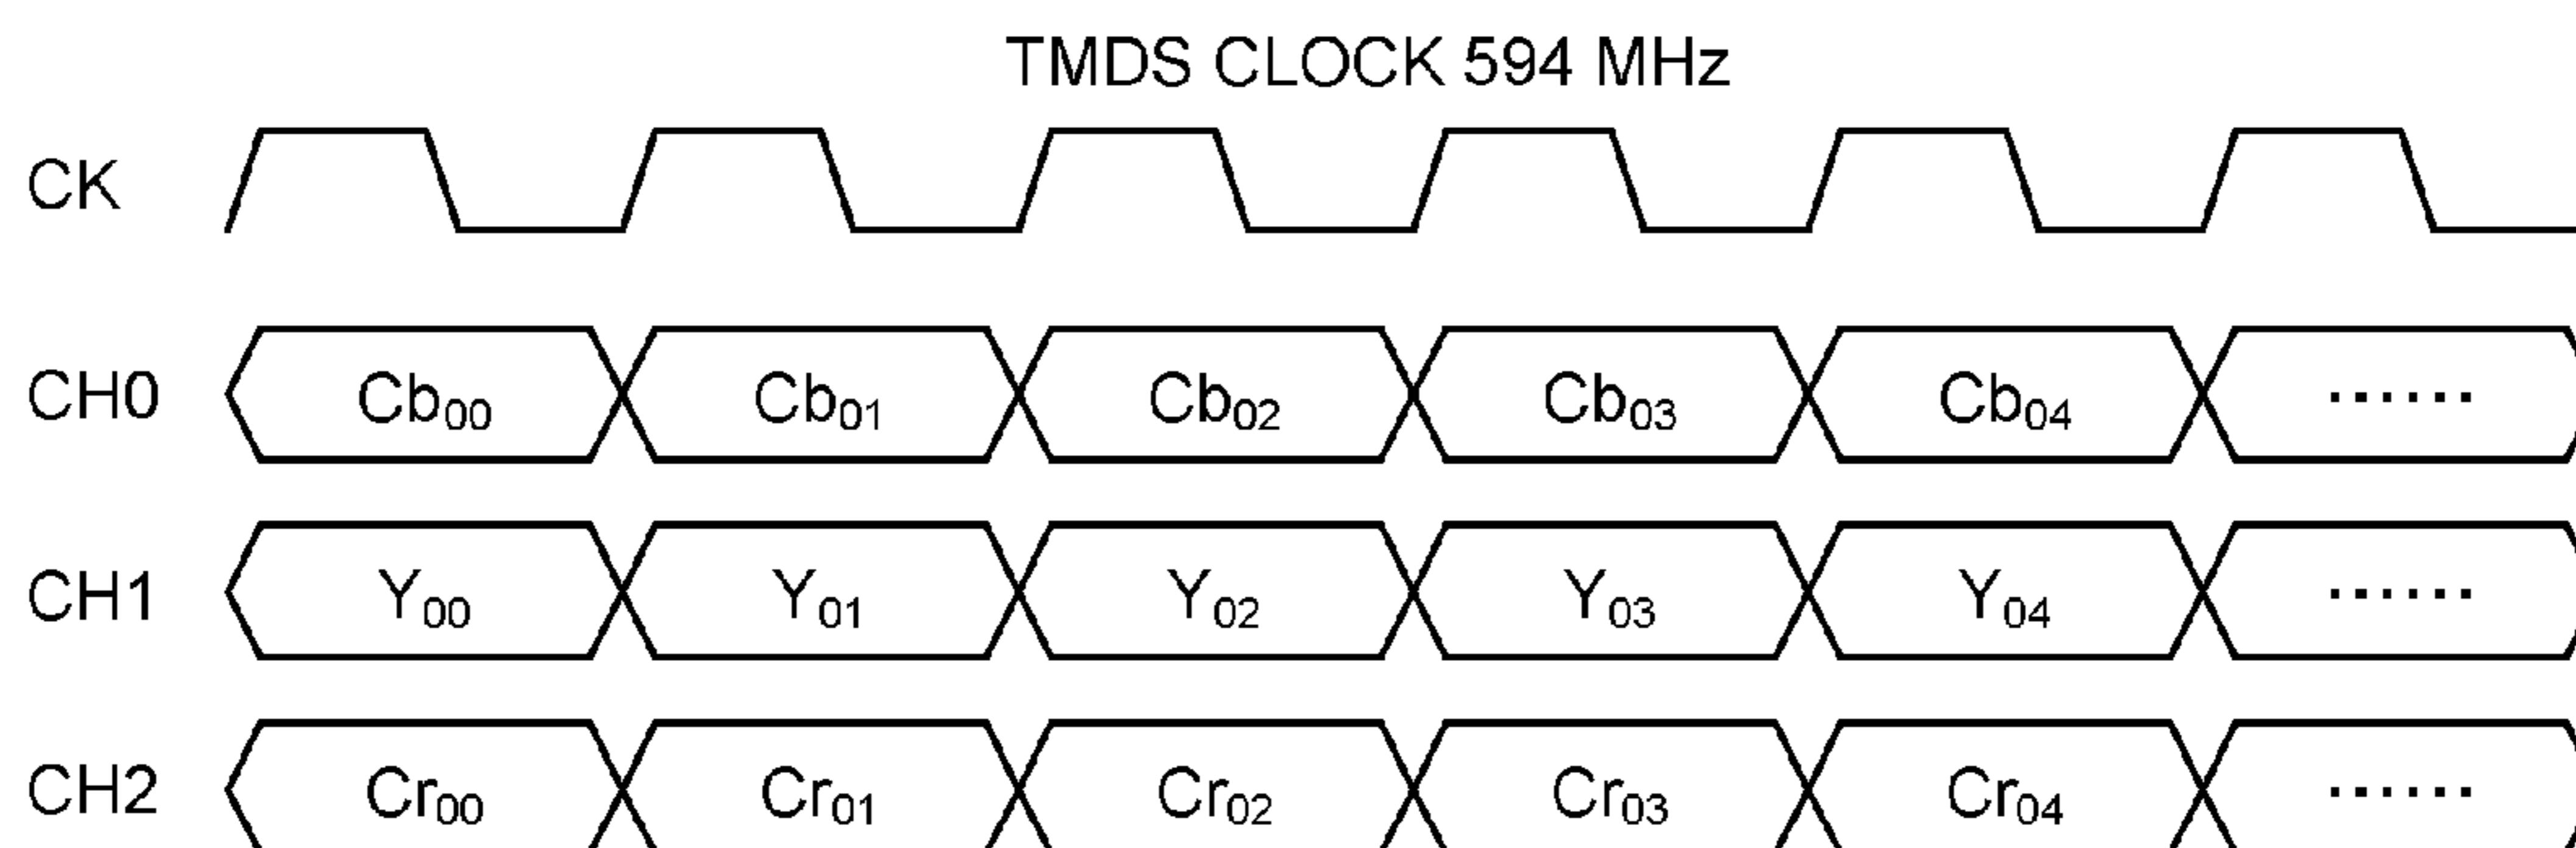 TMDS CLOCK 594 MHz
CK
CH0 Cb00 Cb01 Cb02 Cb03 Cb04 ······
CH1 Y00 Y01 Y02 Y03 Y04 ······
CH2 Cr00 Cr01 Cr02 Cr03 Cr04 ······